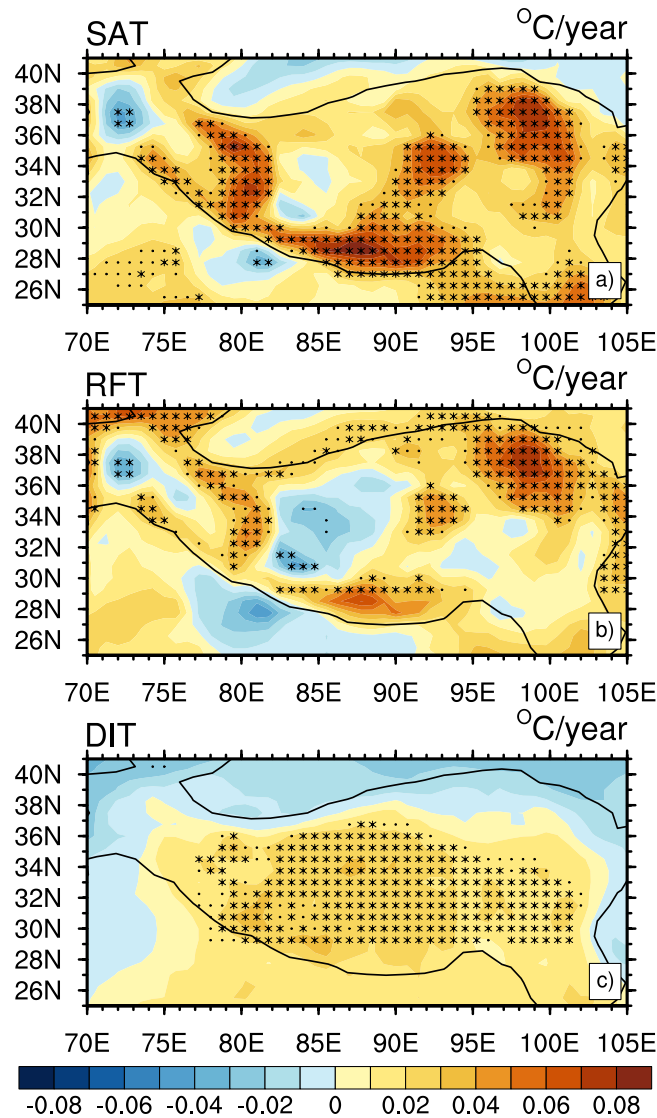 SAT °C/year
40N
38N
36N
34N
32N
30N
28N
26N
a)
70E 75E 80E 85E 90E 95E 100E 105E
RFT °C/year
40N
38N
36N
34N
32N
30N
28N
26N
b)
70E 75E 80E 85E 90E 95E 100E 105E
DIT °C/year
40N
38N
36N
34N
32N
30N
28N
26N
c)
70E 75E 80E 85E 90E 95E 100E 105E
-0.08 -0.04 -0.02 0 0.02 0.04 0.06 0.08